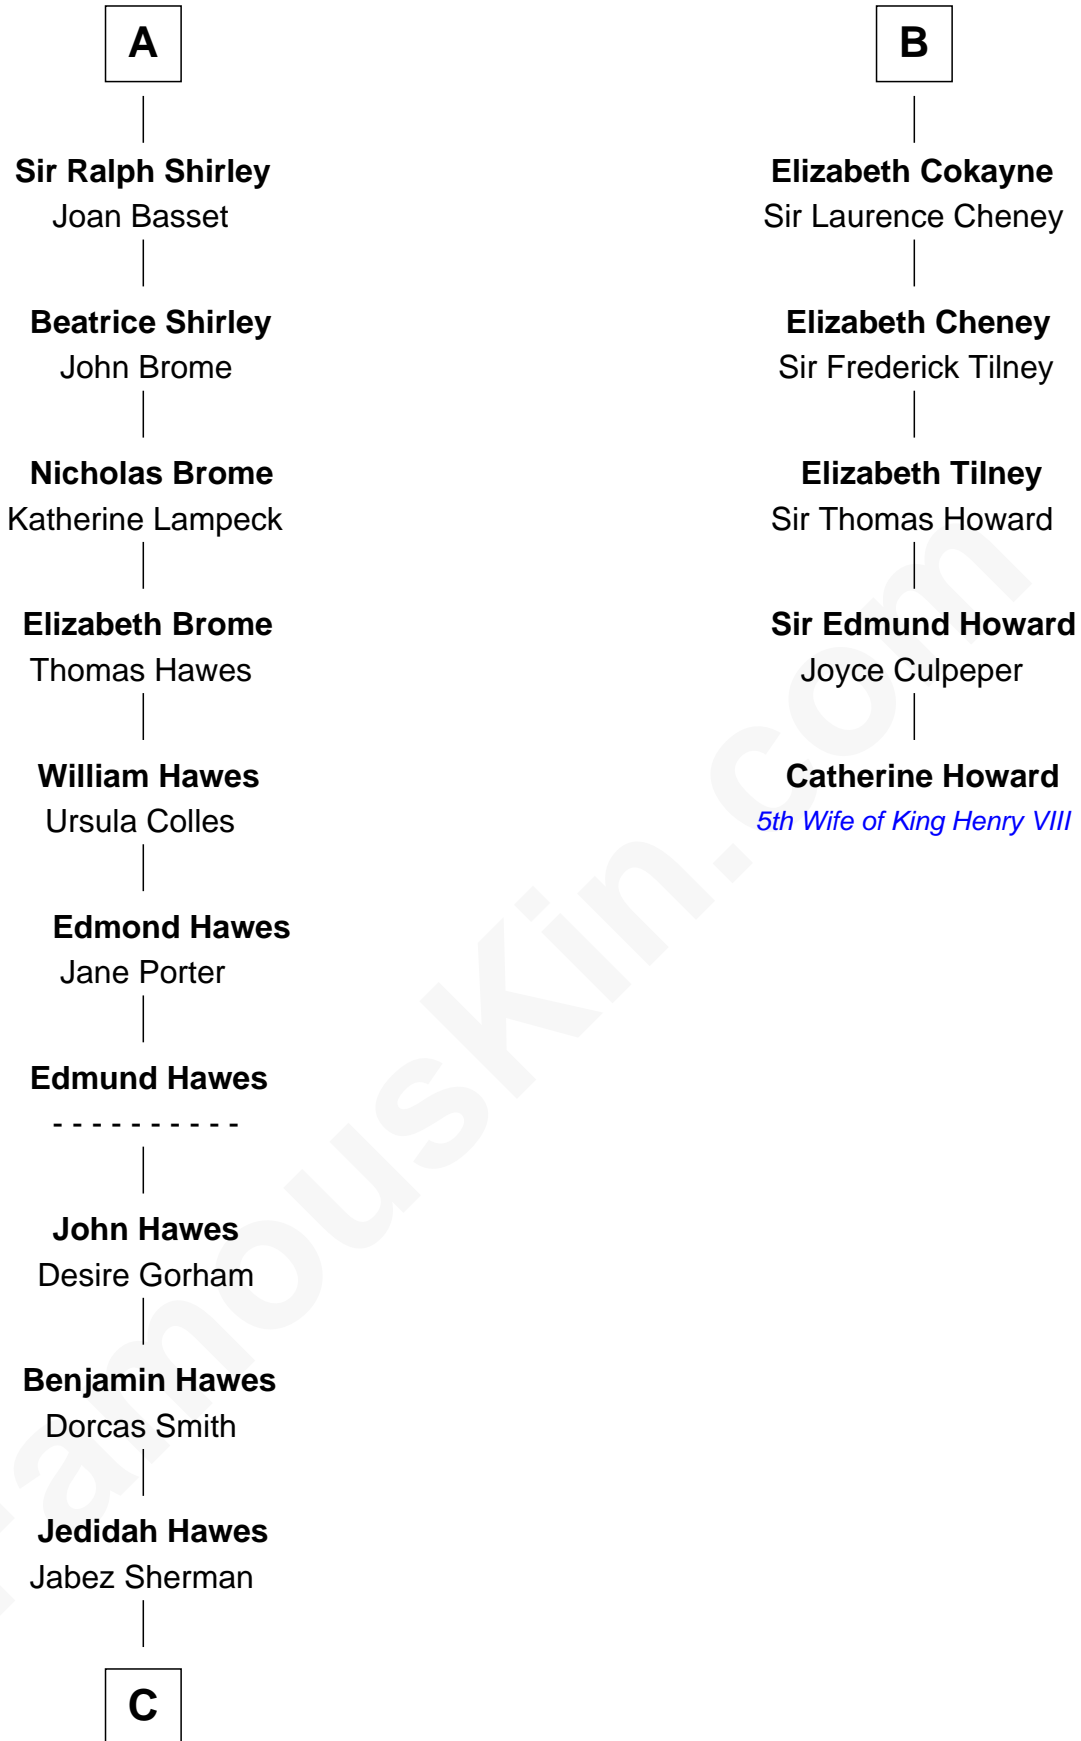 A
Sir Ralph Shirley
Joan Basset
Beatrice Shirley
John Brome
Nicholas Brome
Katherine Lampeck
Elizabeth Brome
Thomas Hawes
William Hawes
Ursula Colles
Edmond Hawes
Jane Porter
Edmund Hawes
- - - - - - - - - -
John Hawes
Desire Gorham
Benjamin Hawes
Dorcas Smith
Jedidah Hawes
Jabez Sherman
C
B
Elizabeth Cokayne
Sir Laurence Cheney
Elizabeth Cheney
Sir Frederick Tilney
Elizabeth Tilney
Sir Thomas Howard
Sir Edmund Howard
Joyce Culpeper
Catherine Howard
5th Wife of King Henry VIII
FamousKin.com